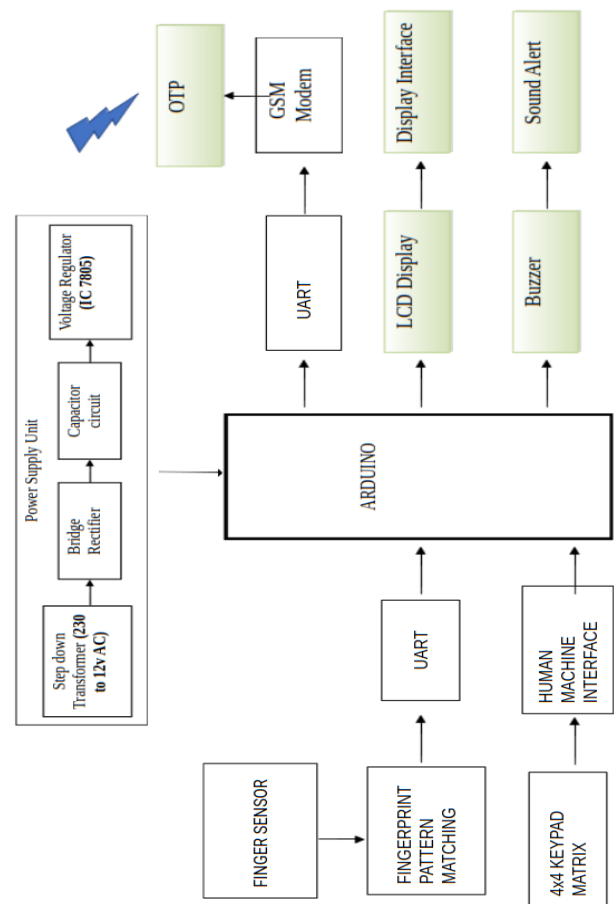 Power Supply Unit
Step down
Transformer (230
to 12v AC)
Bridge
Rectifier
Capacitor
circuit
Voltage Regulator
(IC 7805)
FINGER SENSOR
FINGERPRINT
PATTERN
MATCHING
UART
4x4 KEYPAD
MATRIX
HUMAN
MACHINE
INTERFACE
ARDUINO
UART
GSM
Modem
OTP
LCD Display
Display Interface
Buzzer
Sound Alert